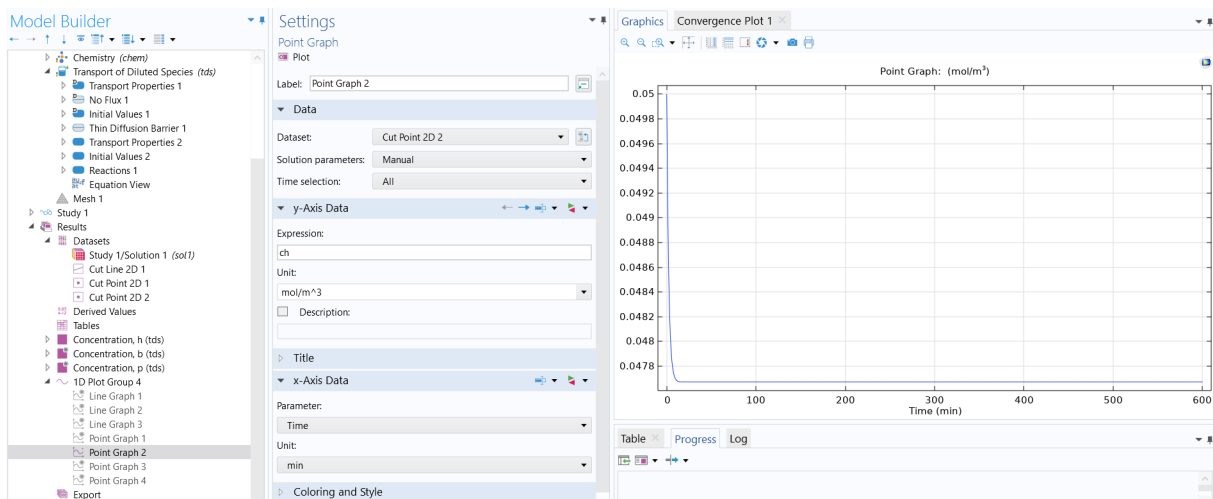 Model Builder
Chemistry (chem)
Transport of Diluted Species (tds)
Transport Properties 1
No Flux 1
Initial Values 1
Thin Diffusion Barrier 1
Transport Properties 2
Initial Values 2
Reactions 1
Equation View
Mesh 1
Study 1
Results
Datasets
Study 1/Solution 1 (sol1)
Cut Line 2D 1
Cut Point 2D 1
Cut Point 2D 2
Derived Values
Tables
Concentration, h (tds)
Concentration, b (tds)
Concentration, p (tds)
1D Plot Group 4
Line Graph 1
Line Graph 2
Line Graph 3
Point Graph 1
Point Graph 2
Point Graph 3
Point Graph 4
Export
Settings
Point Graph
Plot
Label: Point Graph 2
Data
Dataset: Cut Point 2D 2
Solution parameters: Manual
Time selection: All
y-Axis Data
Expression:
ch
Unit:
mol/m^3
Description:
Title
x-Axis Data
Parameter:
Time
Unit:
min
Coloring and Style
Graphics Convergence Plot 1
Point Graph: (mol/m³)
0.05
0.0498
0.0496
0.0494
0.0492
0.049
0.0488
0.0486
0.0484
0.0482
0.048
0.0478
0 100 200 300 400 500 600
Time (min)
Table Progress Log